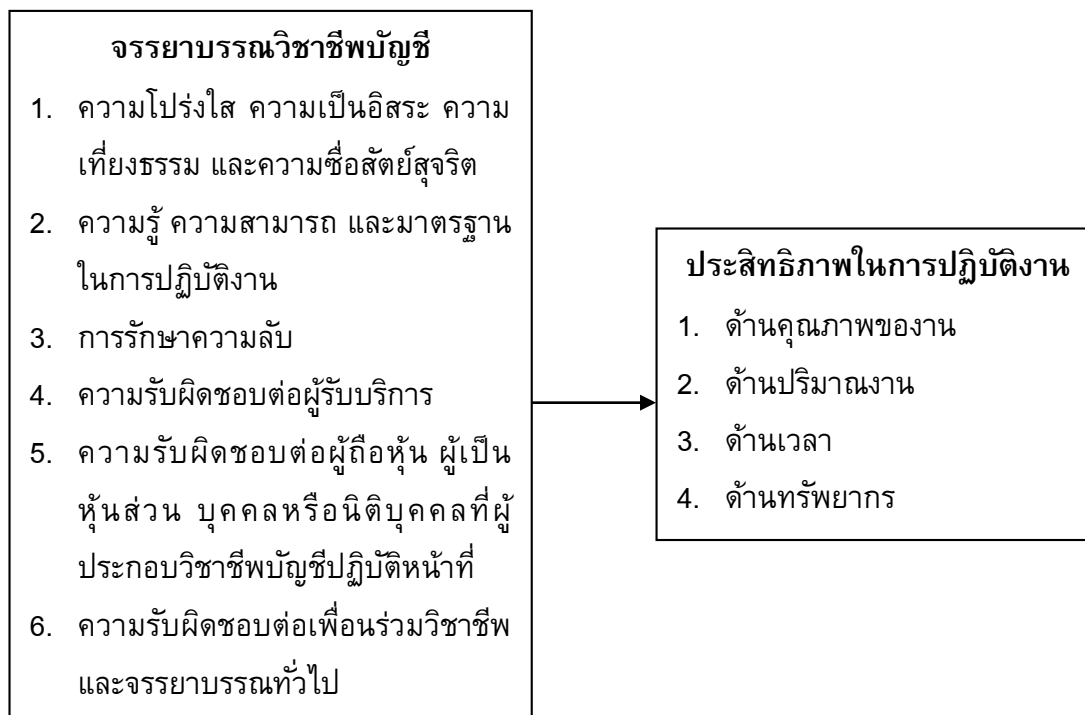 จรรยาบรรณวิชาชีพบัญชี
1. ความโปร่งใส ความเป็นอิสระ ความ
เที่ยงธรรม และความซื่อสัตย์สุจริต
2. ความรู้ ความสามารถ และมาตรฐาน
ในการปฏิบัติงาน
3. การรักษาความลับ
4. ความรับผิดชอบต่อผู้รับบริการ
5. ความรับผิดชอบต่อผู้ถือหุ้น ผู้เป็น
หุ้นส่วน บุคคลหรือนิติบุคคลที่ผู้
ประกอบวิชาชีพบัญชีปฏิบัติหน้าที่
6. ความรับผิดชอบต่อเพื่อนร่วมวิชาชีพ
และจรรยาบรรณทั่วไป
ประสิทธิภาพในการปฏิบัติงาน
1. ด้านคุณภาพของงาน
2. ด้านปริมาณงาน
3. ด้านเวลา
4. ด้านทรัพยากร